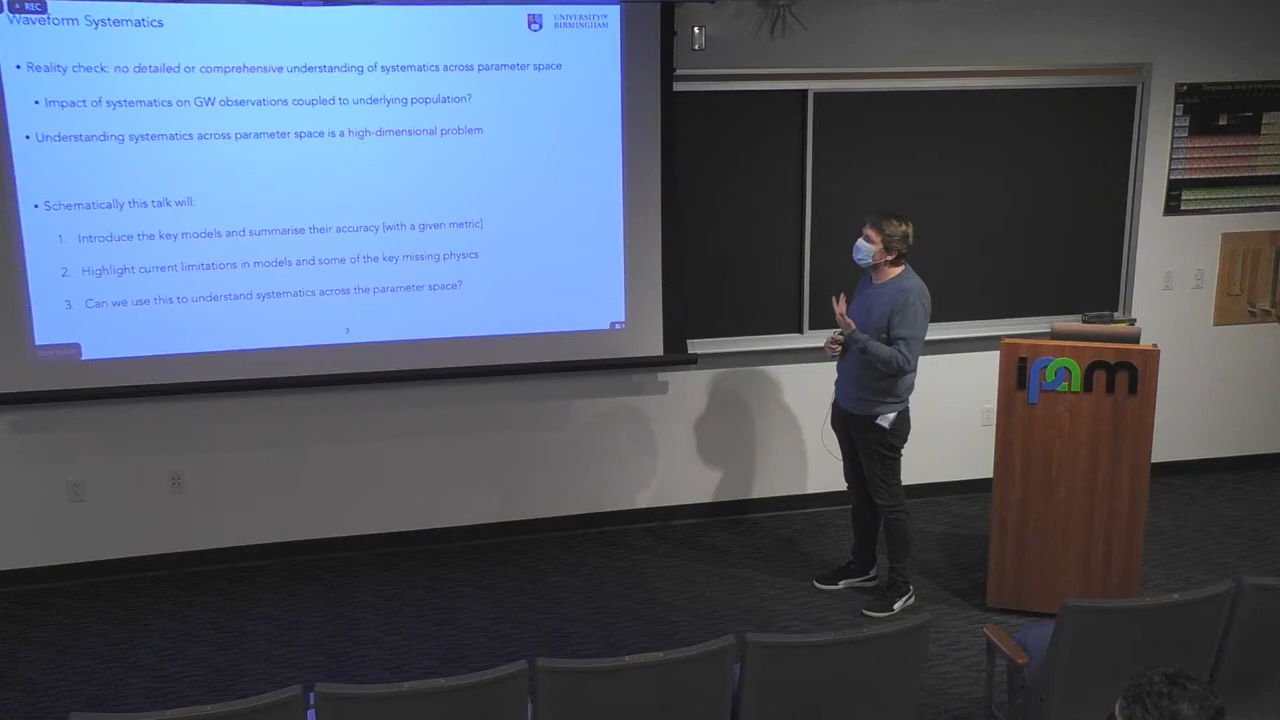 REC
Waveform Systematics
UNIVERSITY OF
BIRMINGHAM
• Reality check: no detailed or comprehensive understanding of systematics across parameter space
• Impact of systematics on GW observations coupled to underlying population?
• Understanding systematics across parameter space is a high-dimensional problem
• Schematically this talk will:
1. Introduce the key models and summarise their accuracy [with a given metric]
2. Highlight current limitations in models and some of the key missing physics
3. Can we use this to understand systematics across the parameter space?
3
ipam